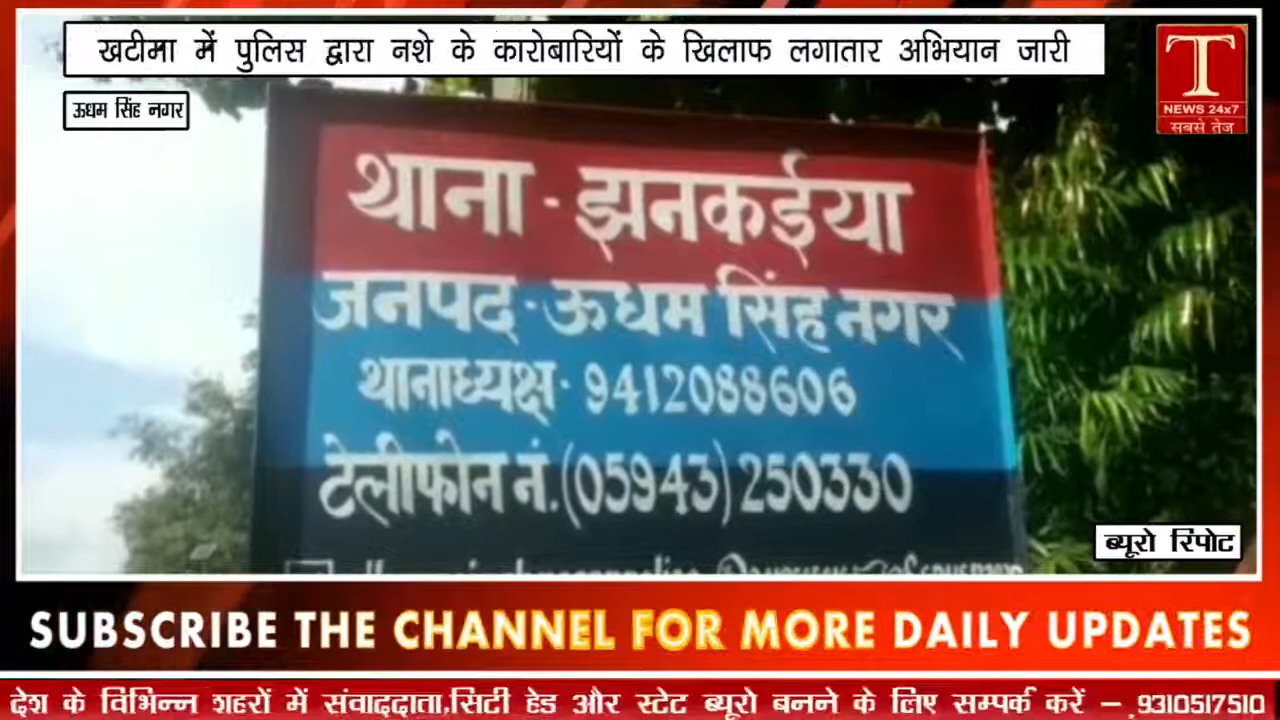 खटीमा में पुलिस द्वारा नशे के कारोबारियों के खिलाफ लगातार अभियान जारी
ऊधम सिंह नगर
T
NEWS 24x7
सबसे तेज
थाना - झनकईया
जनपद - ऊधम सिंह नगर
थानाध्यक्ष - 9412088606
टेलीफोन नं. (05943) 250330
ब्यूरो रिपोट
SUBSCRIBE THE CHANNEL FOR MORE DAILY UPDATES
देश के विभिन्न शहरों में संवाददाता,सिटी हेड और स्टेट ब्यूरो बनने के लिए सम्पर्क करें – 9310517510